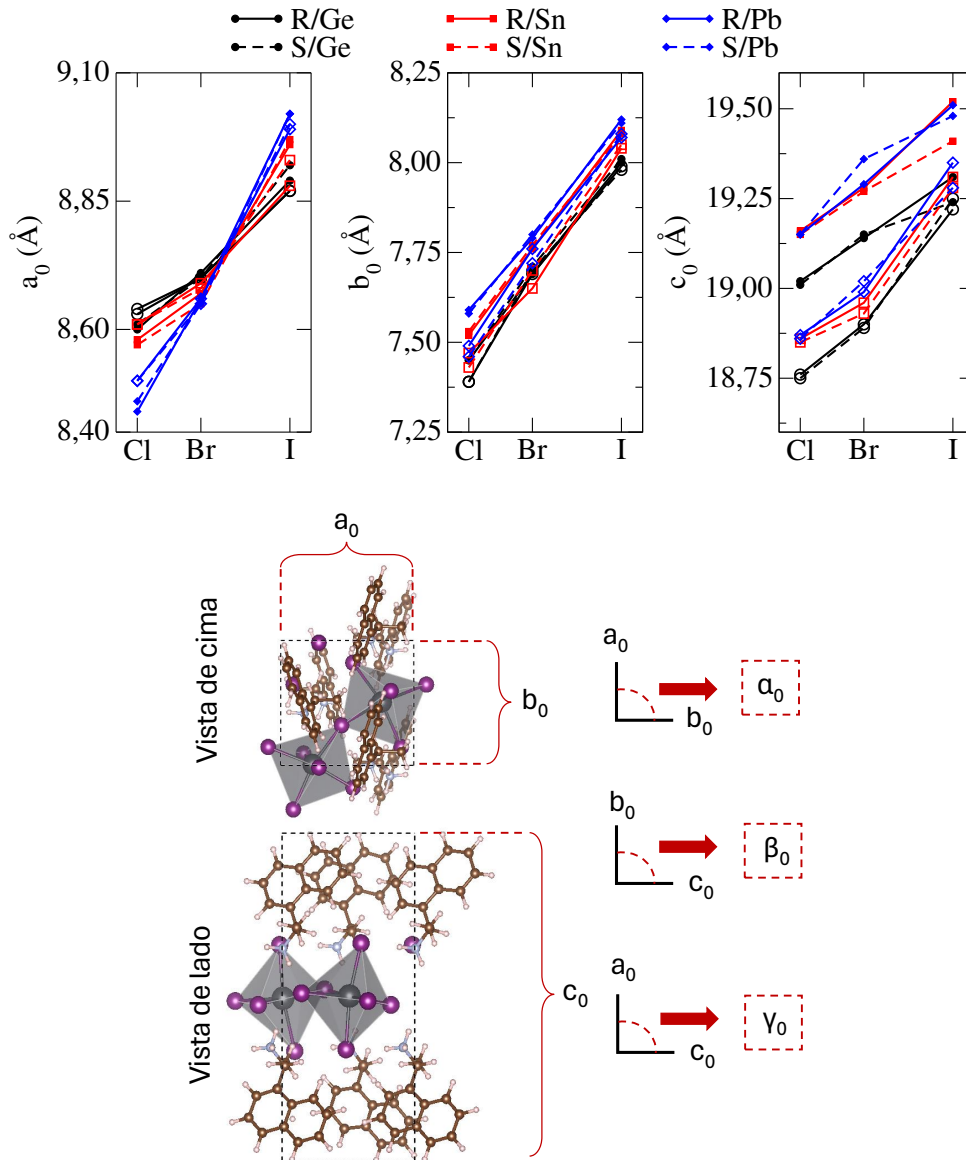 R/Ge R/Sn R/Pb
S/Ge S/Sn S/Pb
a₀ (Å)
9,10
8,85
8,60
8,40
Cl Br I
b₀ (Å)
8,25
8,00
7,75
7,50
7,25
Cl Br I
c₀ (Å)
19,50
19,25
19,00
18,75
Cl Br I
Vista de cima
a₀
b₀
a₀
b₀
α₀
b₀
c₀
β₀
Vista de lado
c₀
a₀
c₀
γ₀